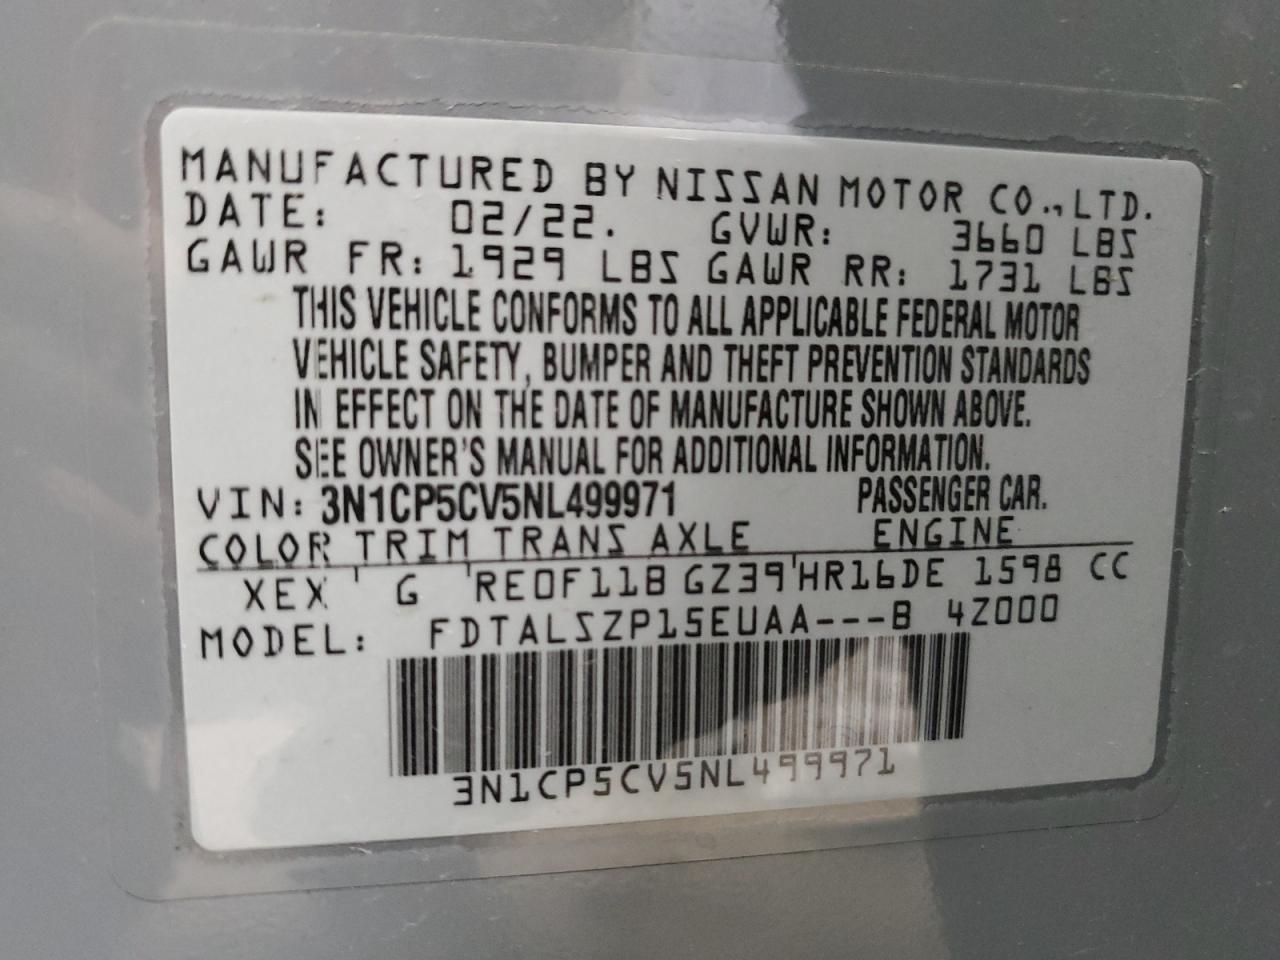 MANUFACTURED BY NISSAN MOTOR CO., LTD.
DATE: 02/22. GVWR: 3660 LBS
GAWR FR: 1929 LBS GAWR RR: 1731 LBS
THIS VEHICLE CONFORMS TO ALL APPLICABLE FEDERAL MOTOR
VEHICLE SAFETY, BUMPER AND THEFT PREVENTION STANDARDS
IN EFFECT ON THE DATE OF MANUFACTURE SHOWN ABOVE.
SEE OWNER'S MANUAL FOR ADDITIONAL INFORMATION.
VIN: 3N1CP5CV5NL499971 PASSENGER CAR.
COLOR TRIM TRANS AXLE ENGINE
XEX ' G 'RE0F11B GZ39'HR16DE 1598 CC
MODEL: FDTALSZP15EUAA---B 4Z000
3N1CP5CV5NL499971